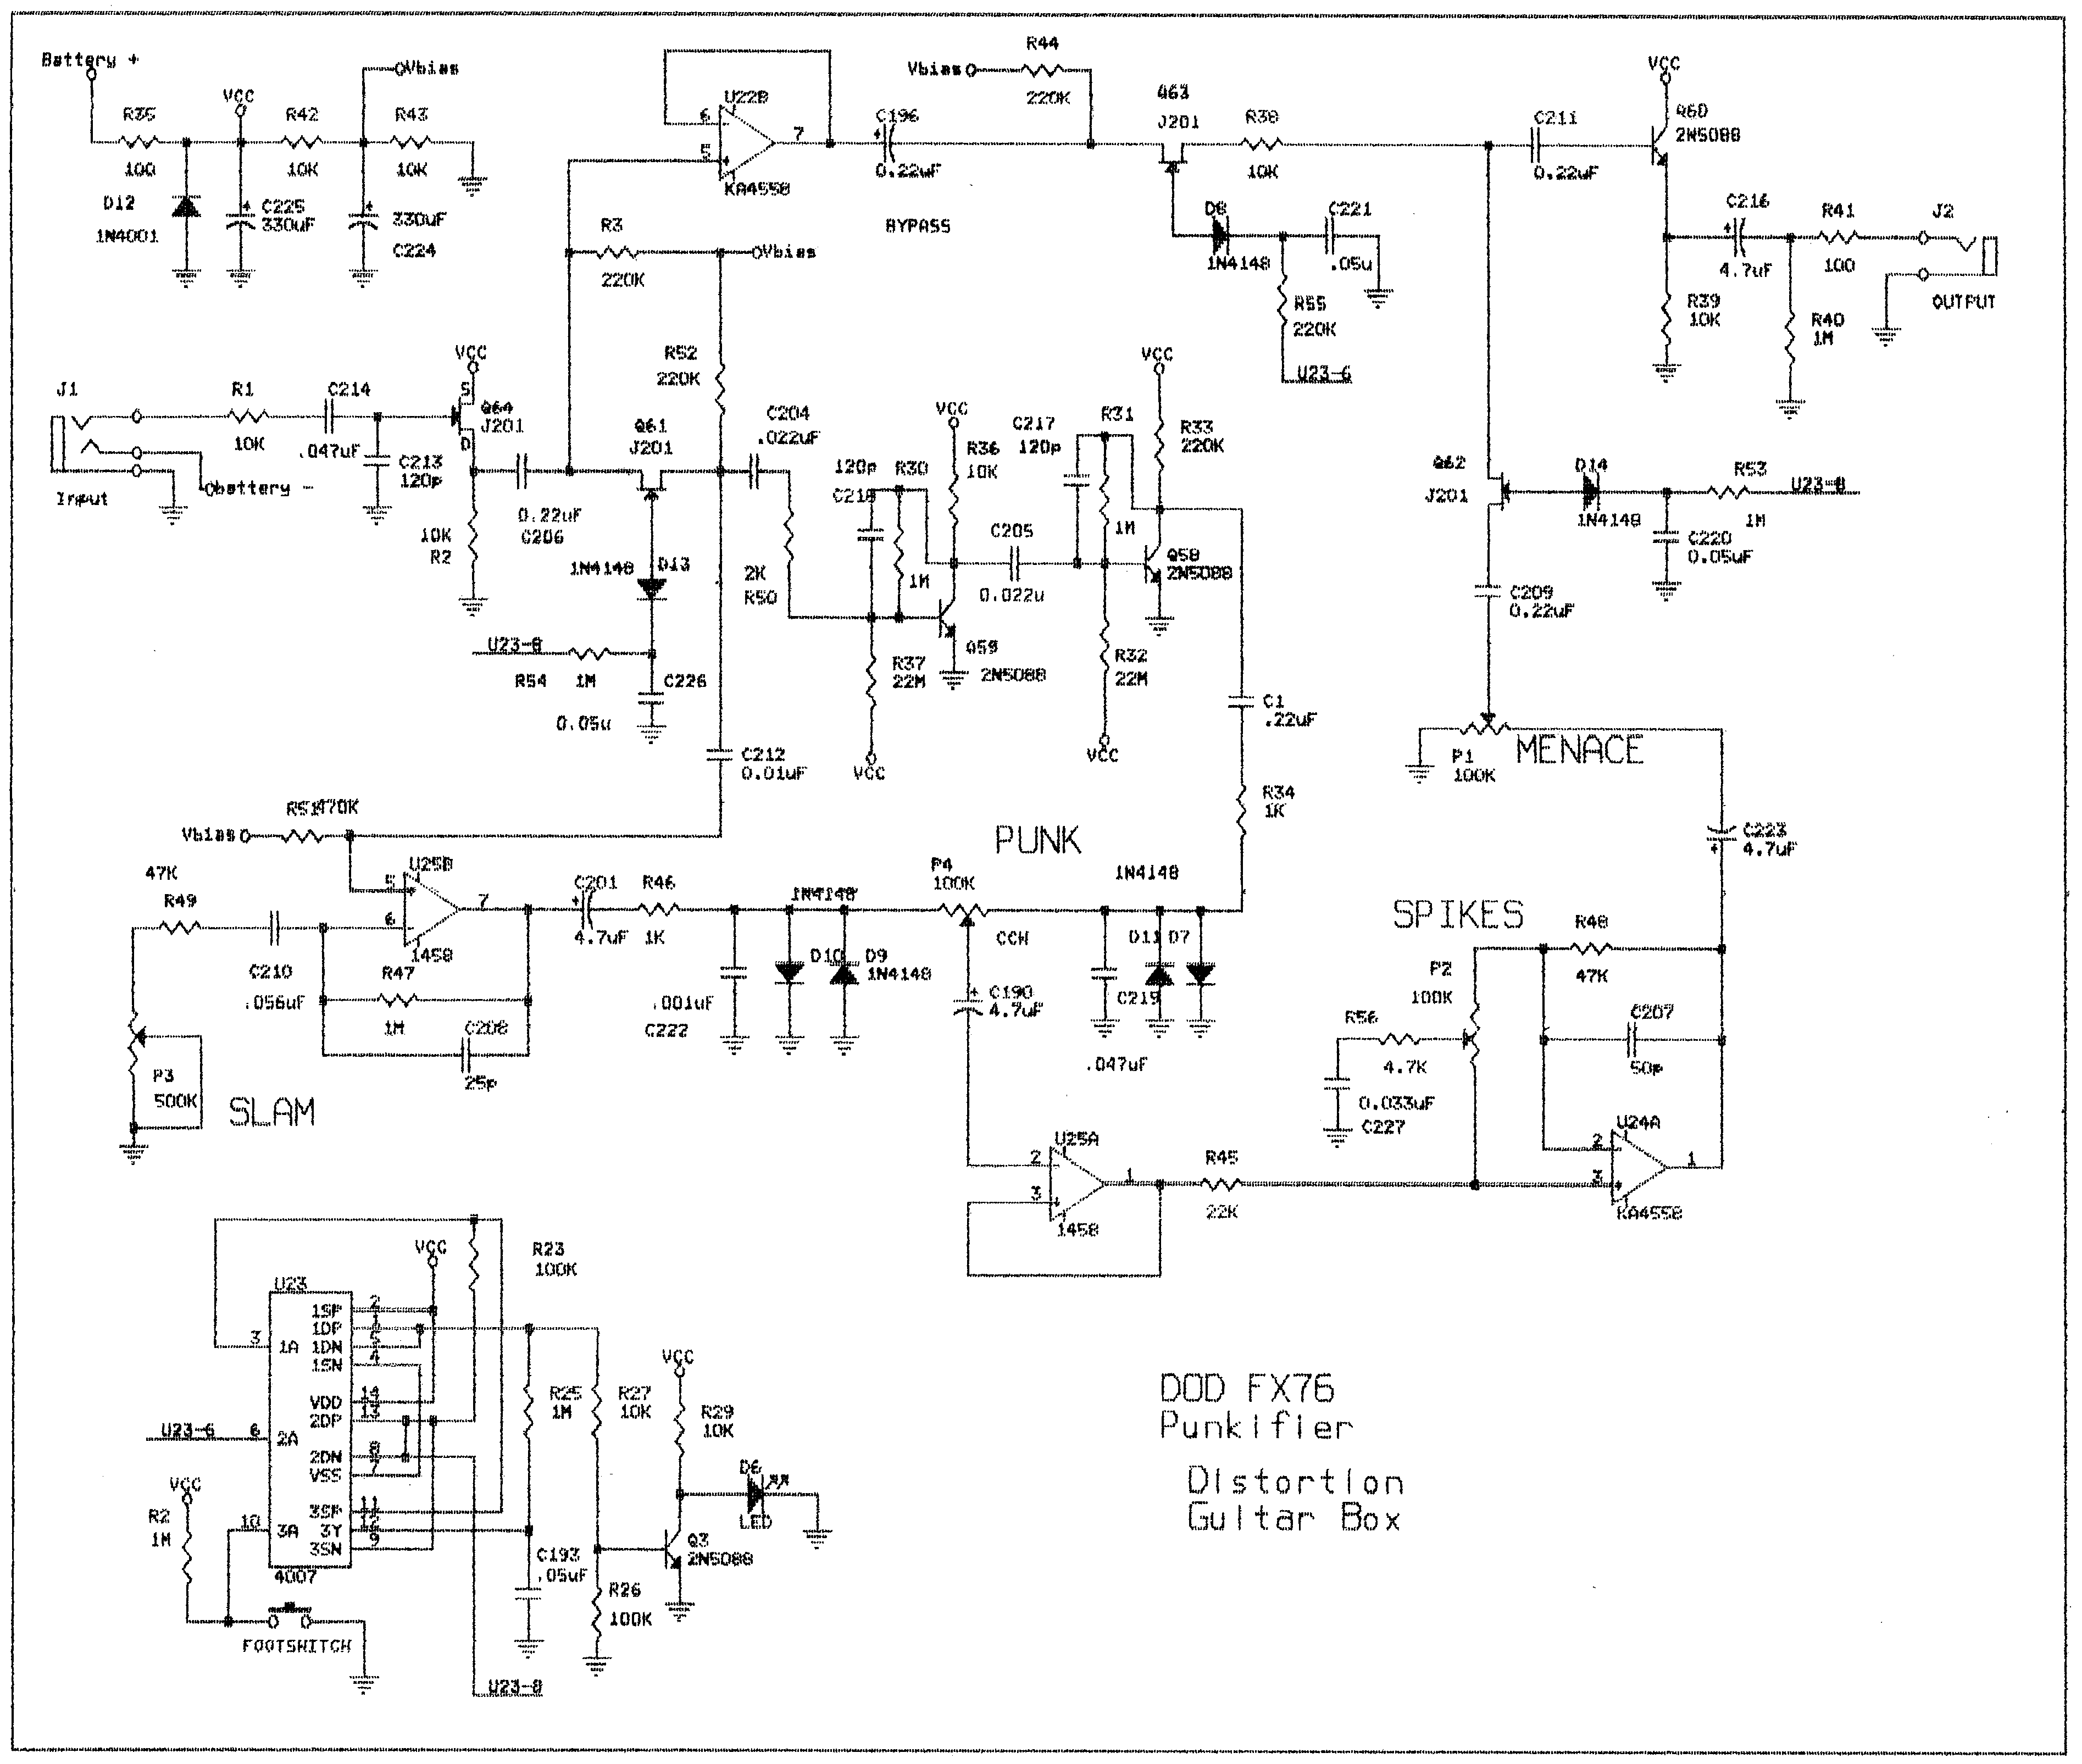 Battery +
Vbias
VCC
R35
100
R42
10K
R43
10K
D12
1N4001
C225
330uF
330uF
C224
U22B
6
5
7
KA4558
C196
0.22uF
Vbias
R44
220K
BYPASS
Q63
J201
R38
10K
D8
1N4148
C221
.05u
R55
220K
U23-6
C211
0.22uF
VCC
Q60
2N5088
C216
4.7uF
R41
100
J2
OUTPUT
R39
10K
R40
1M
R3
220K
Vbias
J1
Input
R1
10K
C214
.047uF
battery -
C213
120p
VCC
S
D
Q64
J201
10K
R2
0.22uF
C206
Q61
J201
R52
220K
C204
.022uF
1N4148
D13
U23-8
R54
1M
C226
0.05u
2K
R50
120p
C218
R30
1M
VCC
R36
10K
C205
0.022u
Q59
2N5088
R37
22M
VCC
C217
120p
R31
1M
VCC
R33
220K
Q58
2N5088
R32
22M
VCC
Q62
J201
D14
1N4148
R53
1M
U23-8
C220
0.05uF
C209
0.22uF
C1
.22uF
R34
1K
P1
100K
MENACE
C223
4.7uF
C212
0.01uF
Vbias
R51
470K
47K
R49
C210
.056uF
U25B
5
6
7
1458
R47
1M
C208
25p
P3
500K
SLAM
C201
4.7uF
R46
1K
.001uF
C222
1N4148
D10
D9
1N4148
PUNK
P4
100K
CCW
C190
4.7uF
1N4148
D11
D7
C219
.047uF
U25A
2
3
1
1458
R45
22K
SPIKES
P2
100K
R56
4.7K
0.033uF
C227
R48
47K
C207
50p
U24A
2
3
1
KA4558
U23
3
1A
1SP
2
1DP
1
1DN
5
1SN
4
VDD
14
2DP
13
U23-6
6
2A
2DN
8
VSS
7
3SP
11
10
3A
3Y
12
3SN
9
4007
VCC
R23
100K
VCC
R2
1M
FOOTSWITCH
U23-8
R25
1M
R27
10K
VCC
R29
10K
D6
LED
Q3
2N5088
C193
.05uF
R26
100K
DOD FX76
Punkifier
Distortion
Guitar Box